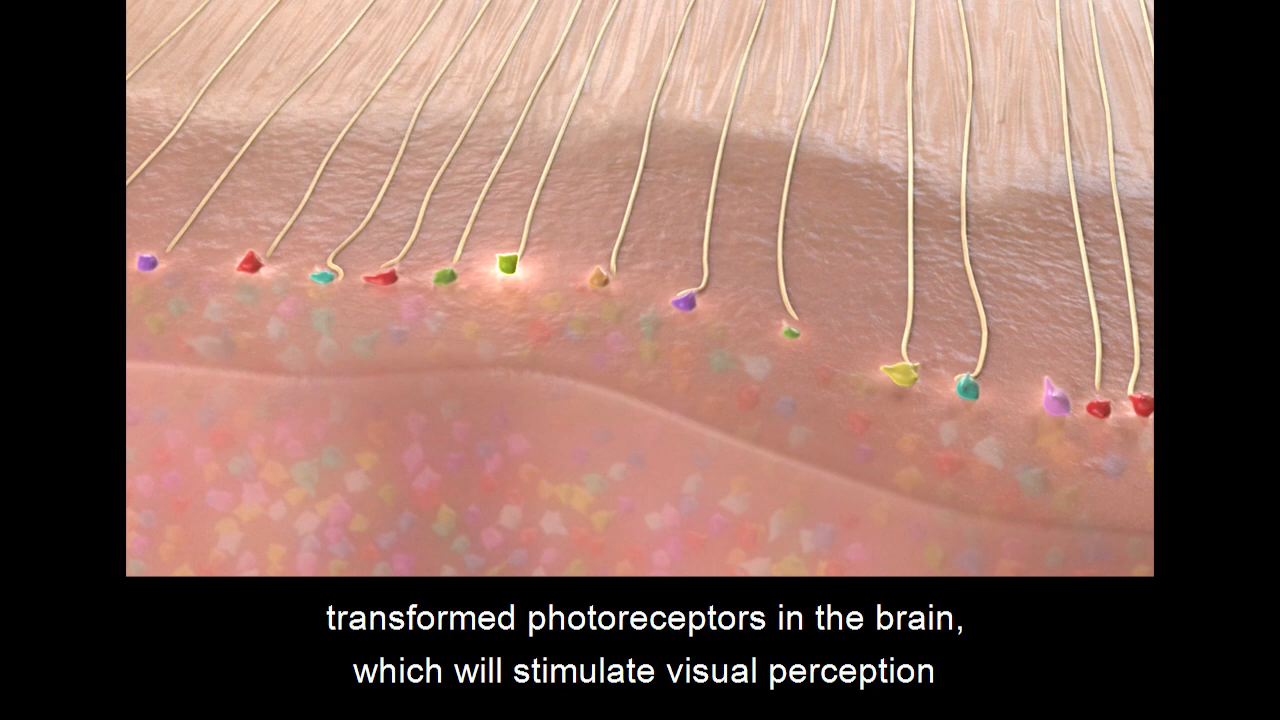 transformed photoreceptors in the brain,
which will stimulate visual perception